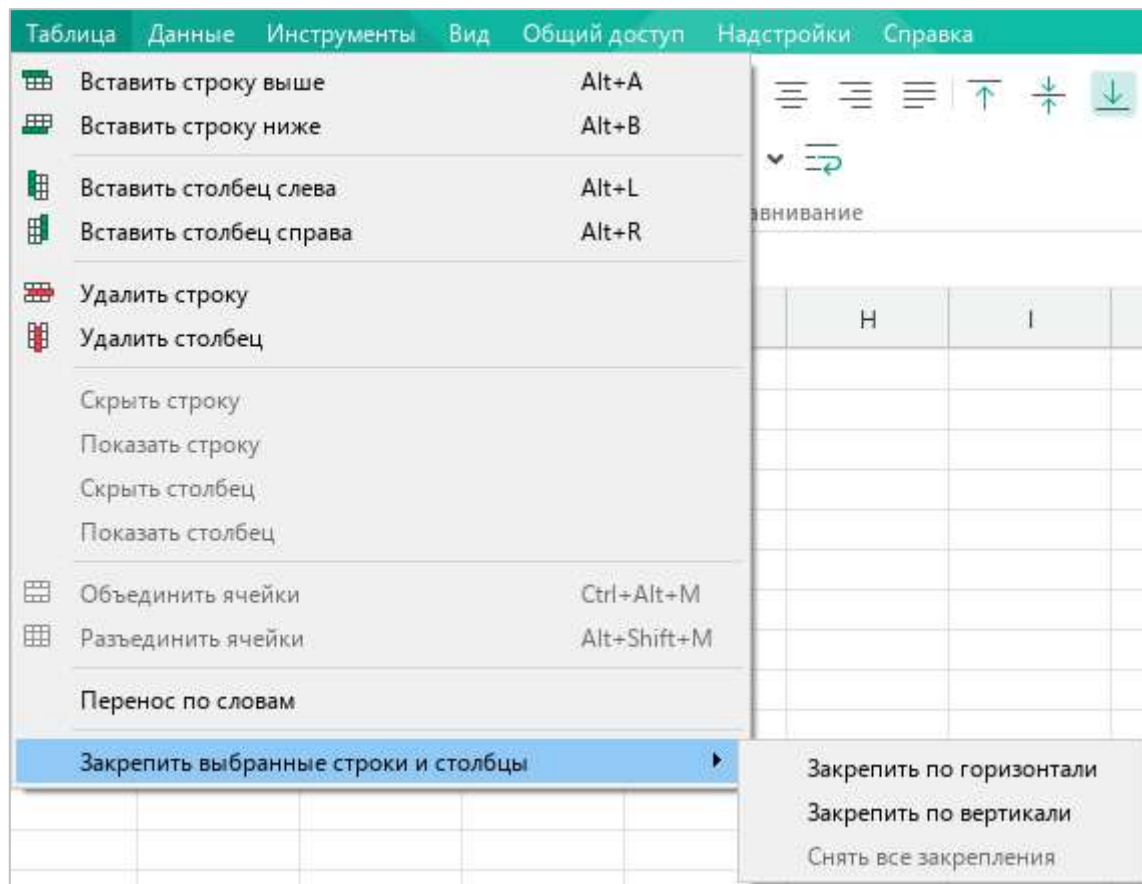 Таблица Данные Инструменты Вид Общий доступ Надстройки Справка
Вставить строку выше Alt+A
Вставить строку ниже Alt+B
Вставить столбец слева Alt+L
Вставить столбец справа Alt+R
авнивание
Удалить строку
Удалить столбец
H I
Скрыть строку
Показать строку
Скрыть столбец
Показать столбец
Объединить ячейки Ctrl+Alt+M
Разъединить ячейки Alt+Shift+M
Перенос по словам
Закрепить выбранные строки и столбцы
Закрепить по горизонтали
Закрепить по вертикали
Снять все закрепления